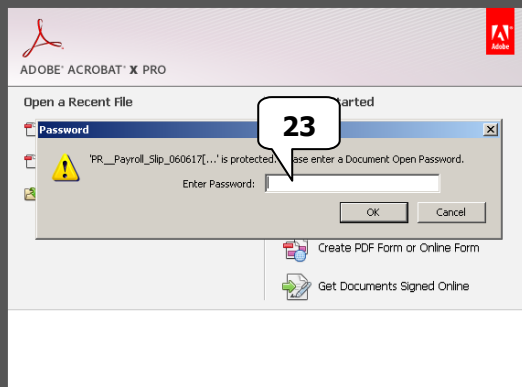 Adobe
ADOBE® ACROBAT® X PRO
Open a Recent File
arted
Password
23
'PR__Payroll_Slip_060617[...' is protected. ase enter a Document Open Password.
Enter Password:
OK Cancel
Create PDF Form or Online Form
Get Documents Signed Online